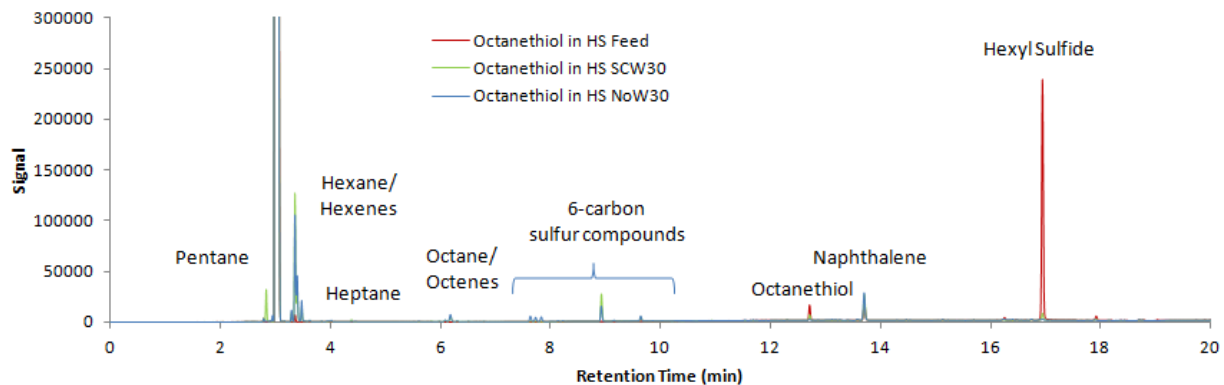 300000
250000
200000
150000
100000
50000
0
Signal
Octanethiol in HS Feed
Octanethiol in HS SCW30
Octanethiol in HS NoW30
Hexyl Sulfide
Hexane/
Hexenes
6-carbon
sulfur compounds
Pentane
Heptane
Octane/
Octenes
Naphthalene
Octanethiol
0 2 4 6 8 10 12 14 16 18 20
Retention Time (min)